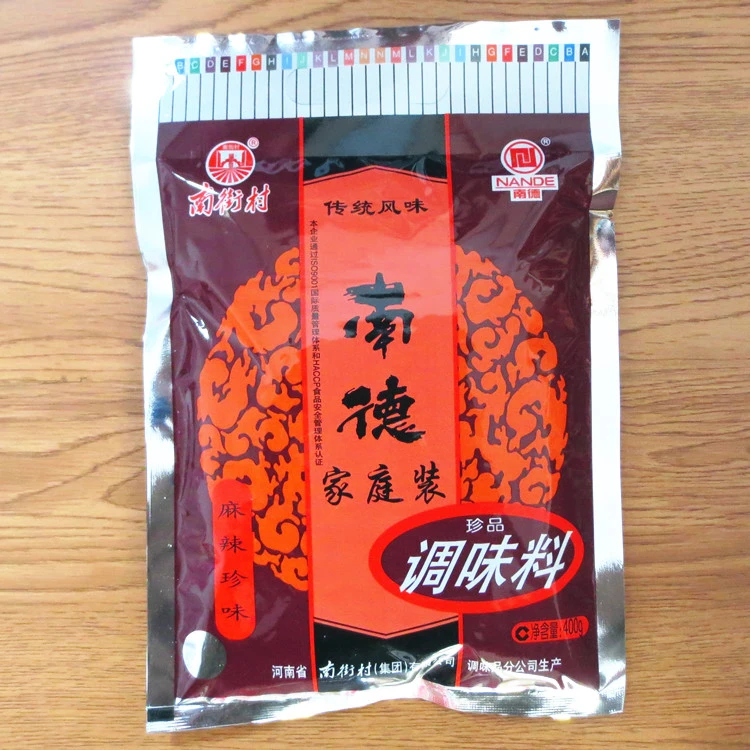 B C D E F G H I J K L M N N M L K J I H G F E D C B A
南街村
®
南街村
®
NANDE
南德
传统风味
本企业通过ISO9001国际质量管理体系和HACCP食品安全管理体系认证
南德
家庭装
麻辣珍味
珍品
调味料
C净含量:400g
河南省 南街村(集团)有限公司 调味品分公司生产